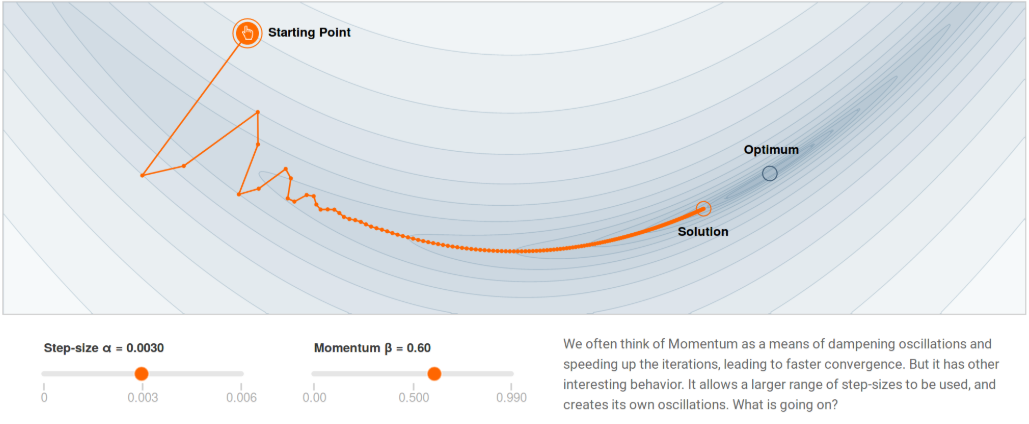 Starting Point
Optimum
Solution
Step-size α = 0.0030
Momentum β = 0.60
We often think of Momentum as a means of dampening oscillations and
speeding up the iterations, leading to faster convergence. But it has other
interesting behavior. It allows a larger range of step-sizes to be used, and
creates its own oscillations. What is going on?
0 0.003 0.006
0.00 0.500 0.990